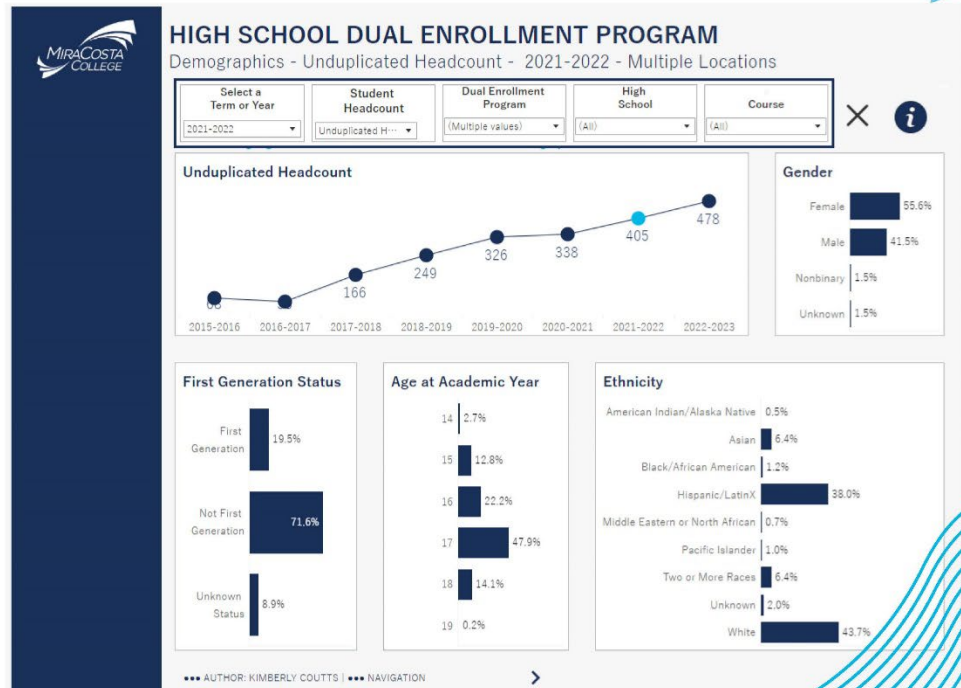 MIRACOSTA
COLLEGE
HIGH SCHOOL DUAL ENROLLMENT PROGRAM
Demographics - Unduplicated Headcount - 2021-2022 - Multiple Locations
Select a
Term or Year
2021-2022
Student
Headcount
Unduplicated H...
Dual Enrollment
Program
(Multiple values)
High
School
(All)
Course
(All)
i
Unduplicated Headcount
166
249
326
338
405
478
2015-2016 2016-2017 2017-2018 2018-2019 2019-2020 2020-2021 2021-2022 2022-2023
Gender
Female 55.6%
Male 41.5%
Nonbinary 1.5%
Unknown 1.5%
First Generation Status
First
Generation
19.5%
Not First
Generation
71.6%
Unknown
Status
8.9%
Age at Academic Year
14 2.7%
15 12.8%
16 22.2%
17 47.9%
18 14.1%
19 0.2%
Ethnicity
American Indian/Alaska Native 0.5%
Asian 6.4%
Black/African American 1.2%
Hispanic/LatinX 38.0%
Middle Eastern or North African 0.7%
Pacific Islander 1.0%
Two or More Races 6.4%
Unknown 2.0%
White 43.7%
••• AUTHOR: KIMBERLY COUTTS | ••• NAVIGATION